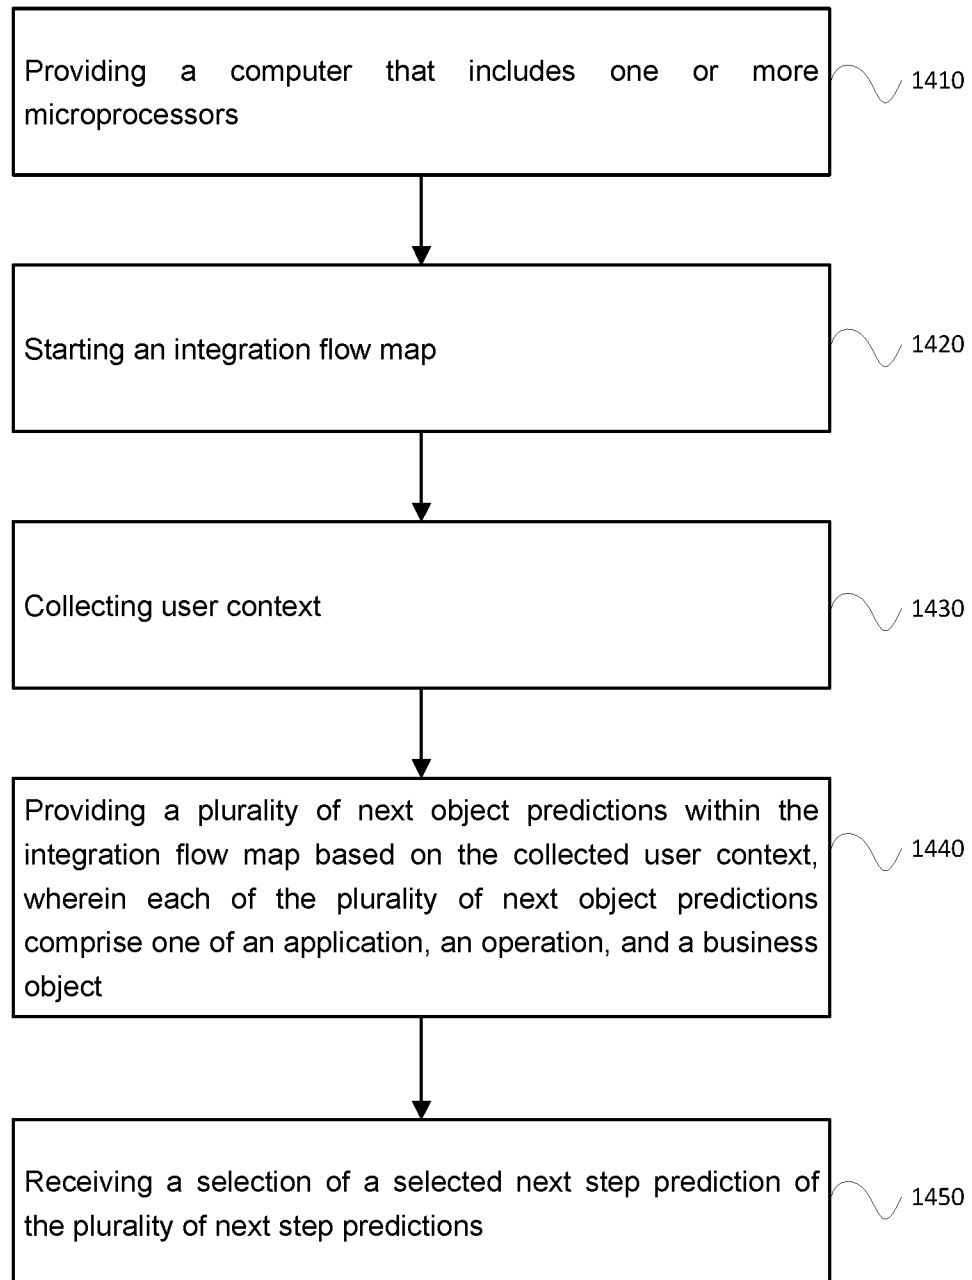 Providing a computer that includes one or more
microprocessors
1410
Starting an integration flow map
1420
Collecting user context
1430
Providing a plurality of next object predictions within the
integration flow map based on the collected user context,
wherein each of the plurality of next object predictions
comprise one of an application, an operation, and a business
object
1440
Receiving a selection of a selected next step prediction of
the plurality of next step predictions
1450